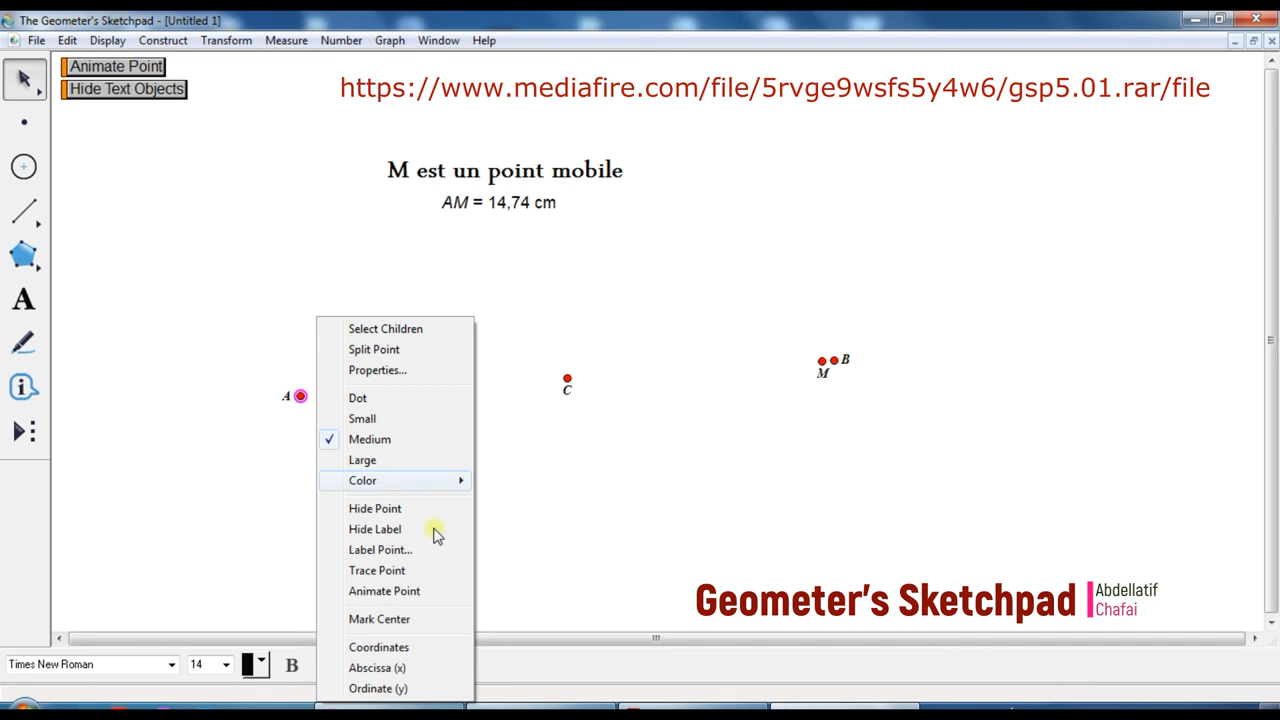 The Geometer's Sketchpad - [Untitled 1]
File Edit Display Construct Transform Measure Number Graph Window Help
Animate Point
Hide Text Objects
https://www.mediafire.com/file/5rvge9wsfs5y4w6/gsp5.01.rar/file
M est un point mobile
AM = 14,74 cm
A
C
M
B
Select Children
Split Point
Properties...
Dot
Small
Medium
Large
Color
Hide Point
Hide Label
Label Point...
Trace Point
Animate Point
Mark Center
Coordinates
Abscissa (x)
Ordinate (y)
Geometer's Sketchpad
Abdellatif
Chafai
Times New Roman 14 B